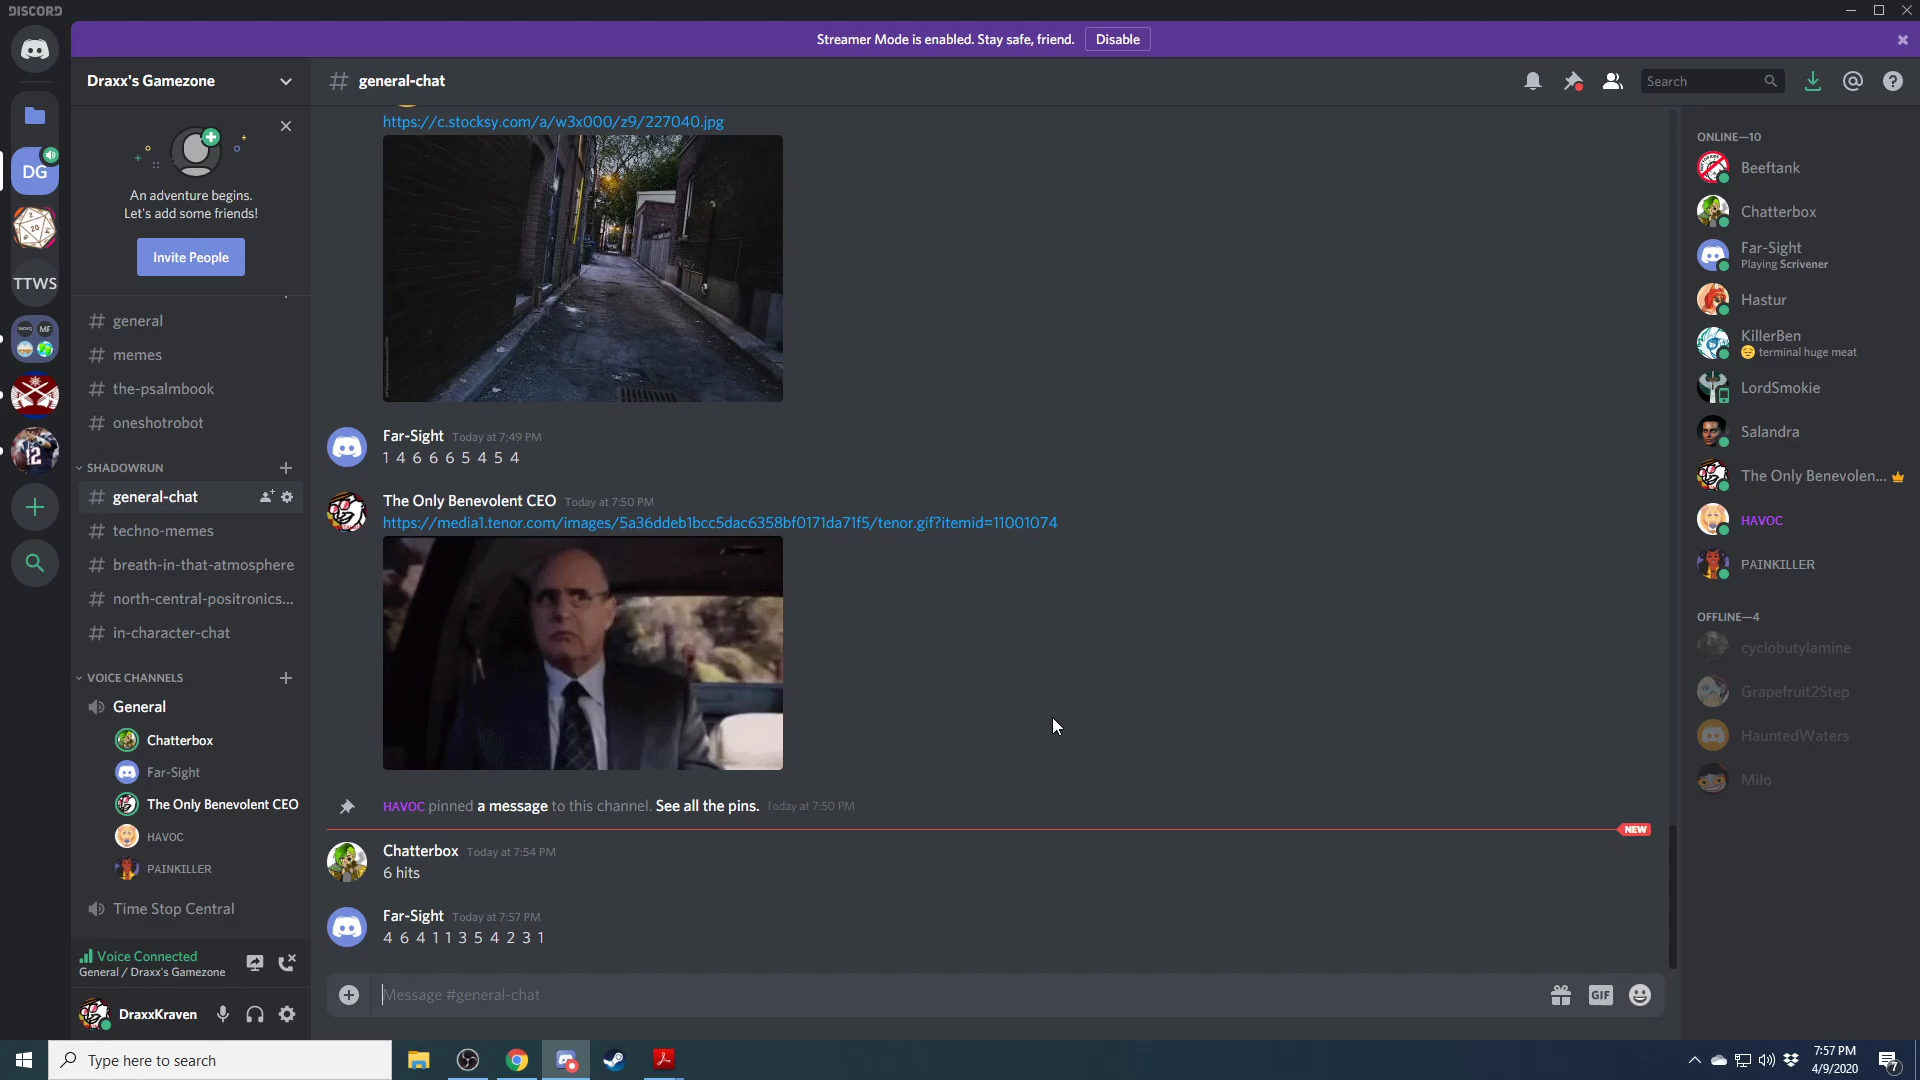 DISCORD
Streamer Mode is enabled. Stay safe, friend.
Disable
Draxx's Gamezone
general-chat
Search
An adventure begins.
Let's add some friends!
Invite People
DG
20
TTWS
MF
12
general
memes
the-psalmbook
oneshotrobot
SHADOWRUN
general-chat
techno-memes
breath-in-that-atmosphere
north-central-positronics...
in-character-chat
VOICE CHANNELS
General
Chatterbox
Far-Sight
The Only Benevolent CEO
HAVOC
PAINKILLER
Time Stop Central
Voice Connected
General / Draxx's Gamezone
DraxxKraven
https://c.stocksy.com/a/w3x000/z9/227040.jpg
Far-Sight Today at 7:49 PM
1 4 6 6 6 5 4 5 4
The Only Benevolent CEO Today at 7:50 PM
https://media1.tenor.com/images/5a36ddeb1bcc5dac6358bf0171da71f5/tenor.gif?itemid=11001074
HAVOC pinned a message to this channel. See all the pins. Today at 7:50 PM
NEW
Chatterbox Today at 7:54 PM
6 hits
Far-Sight Today at 7:57 PM
4 6 4 1 1 3 5 4 2 3 1
Message #general-chat
GIF
ONLINE—10
Beeftank
Chatterbox
Far-Sight
Playing Scrivener
Hastur
KillerBen
terminal huge meat
LordSmokie
Salandra
The Only Benevolen...
HAVOC
PAINKILLER
OFFLINE—4
cyclobutylamine
Grapefruit2Step
HauntedWaters
Milo
Type here to search
7:57 PM
4/9/2020
7